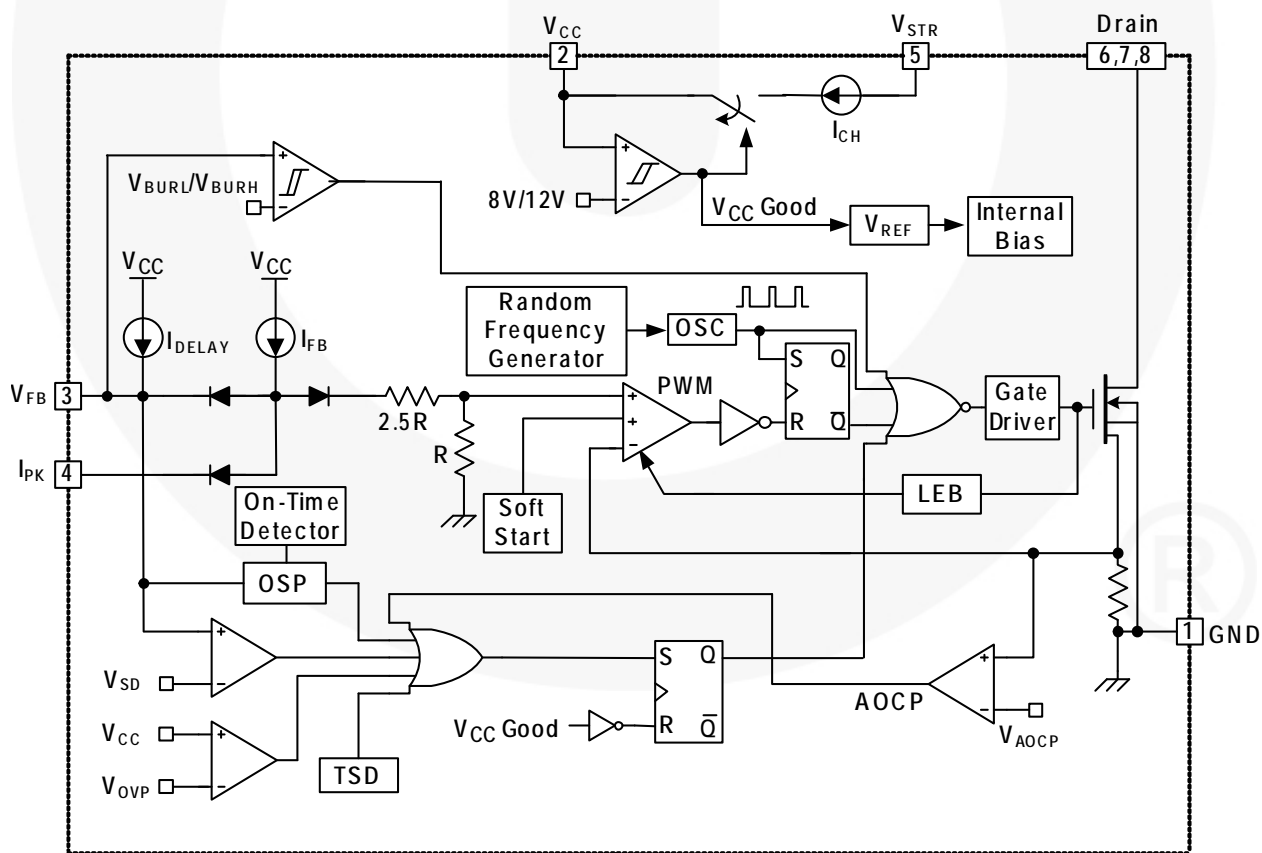 VCC
VSTR
Drain
2
5
6,7,8
ICH
VBURL/VBURH
8V/12V
VCC Good
VREF
Internal
Bias
VCC
VCC
Random
Frequency
Generator
OSC
IDELAY
IFB
S
Q
R
Q̅
VFB
3
2.5R
R
PWM
Gate
Driver
IPK
4
On-Time
Detector
Soft
Start
LEB
OSP
1
GND
VSD
S
Q
R
Q̅
AOCP
VAOCP
VCC
VCC Good
VOVP
TSD
+
-
+
-
+
+
-
+
-
+
-
+
-
®